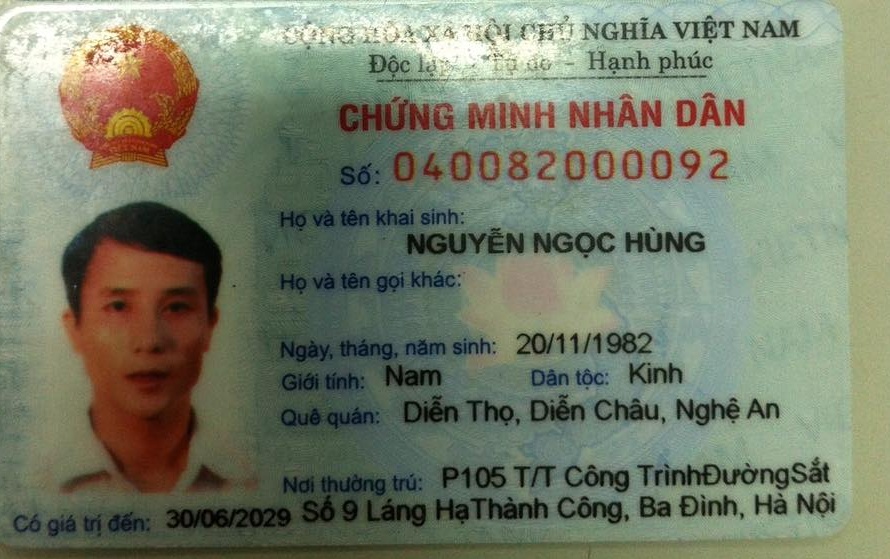 CỘNG HÒA XÃ HỘI CHỦ NGHĨA VIỆT NAM
Độc lập - Tự do - Hạnh phúc
CHỨNG MINH NHÂN DÂN
Số: 040082000092
Họ và tên khai sinh:
NGUYỄN NGỌC HÙNG
Họ và tên gọi khác:
Ngày, tháng, năm sinh: 20/11/1982
Giới tính: Nam Dân tộc: Kinh
Quê quán: Diễn Thọ, Diễn Châu, Nghệ An
Nơi thường trú: P105 T/T Công TrìnhĐườngSắt
Số 9 Láng HạThành Công, Ba Đình, Hà Nội
Có giá trị đến: 30/06/2029